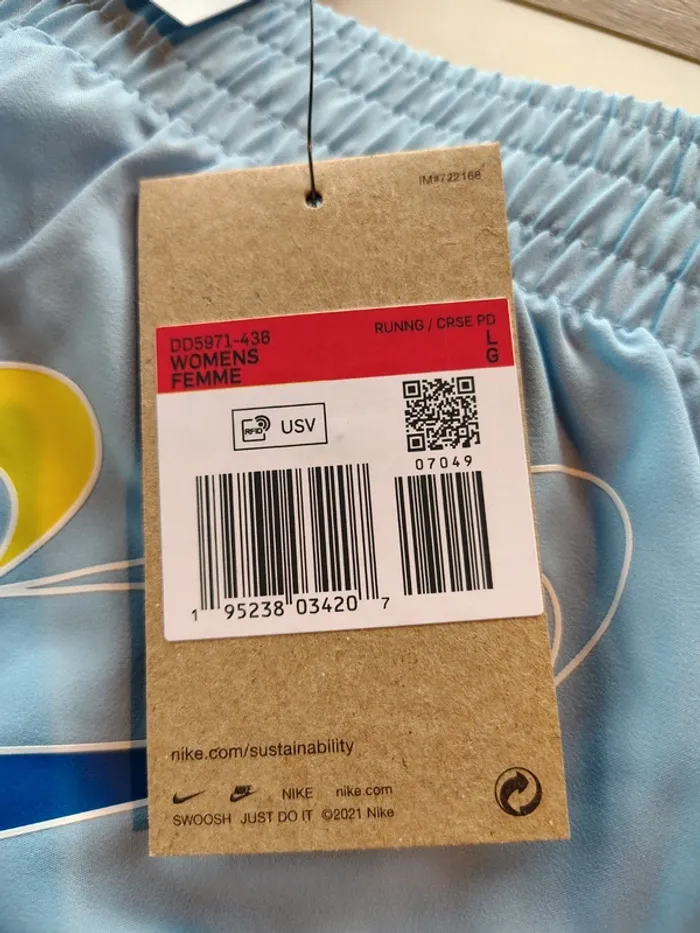 IM#722168
DD5971-436
RUNNG / CRSE PD
WOMENS
L
FEMME
G
RFID
USV
07049
1 95238 03420 7
nike.com/sustainability
NIKE nike.com
SWOOSH JUST DO IT ©2021 Nike